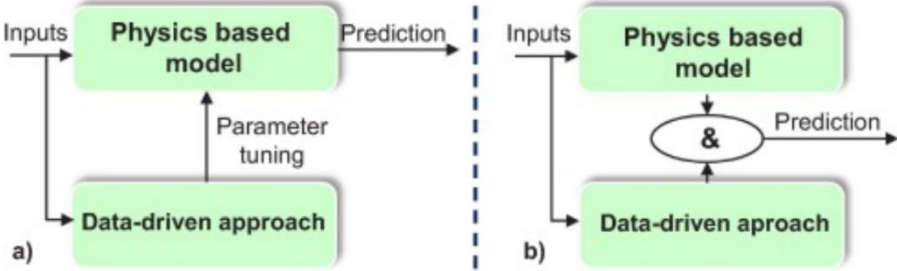 Inputs
Physics based
model
Prediction
Parameter
tuning
Data-driven approach
a)
Inputs
Physics based
model
&
Prediction
Data-driven aproach
b)